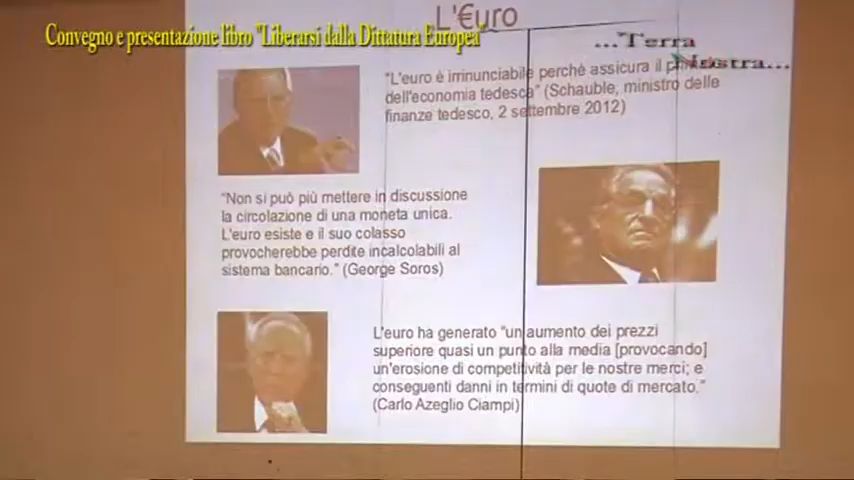 L'€uro
Convegno e presentazione libro "Liberarsi dalla Dittatura Europea"
...Terra
Nostra...
"L'euro è irrinunciabile perchè assicura il
dell'economia tedesca" (Schauble, ministro delle
finanze tedesco, 2 settembre 2012)
"Non si può più mettere in discussione
la circolazione di una moneta unica.
L'euro esiste e il suo colasso
provocherebbe perdite incalcolabili al
sistema bancario." (George Soros)
L'euro ha generato "un aumento dei prezzi
superiore quasi un punto alla media [provocando]
un'erosione di competitività per le nostre merci; e
conseguenti danni in termini di quote di mercato."
(Carlo Azeglio Ciampi)